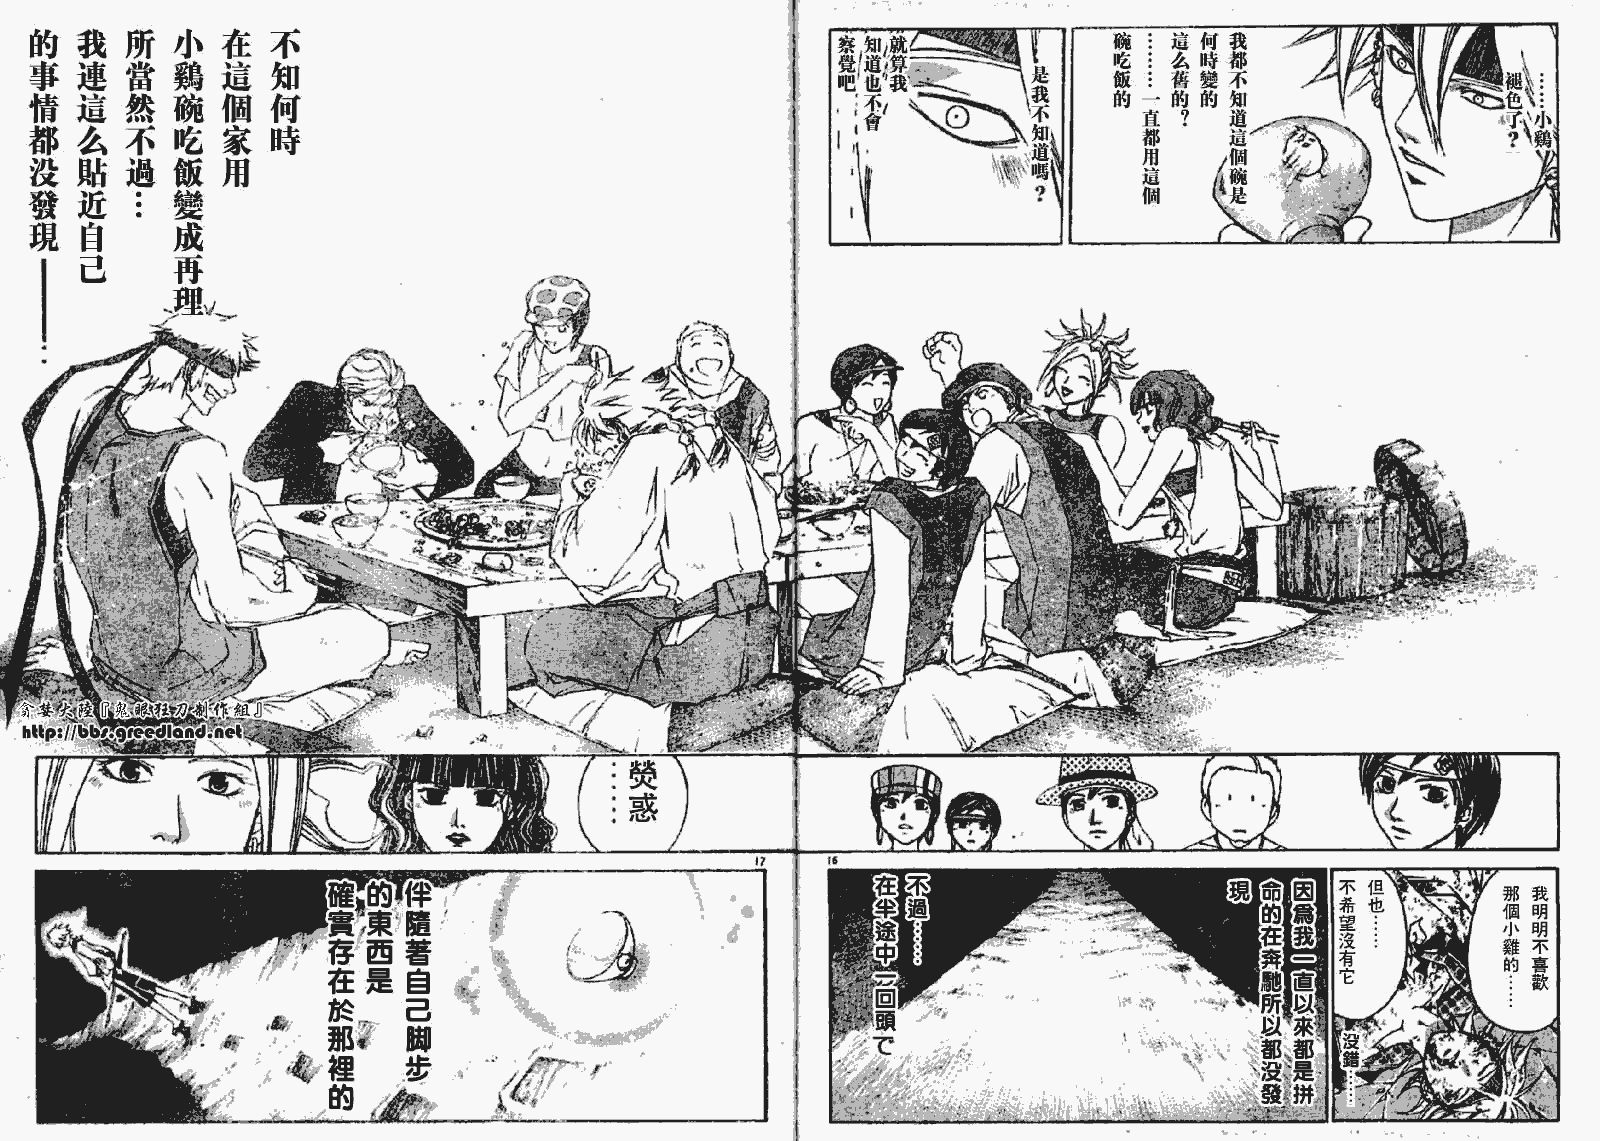 ……小鷄
褪色了?
我都不知道這個碗是
何時變的
這么舊的?
………一直都用這個
碗吃飯的
是我不知道嗎?
就算我
知道也不會
察覺吧
不知何時
在這個家用
小鷄碗吃飯變成再理
所當然不過…
我連這么貼近自己
的事情都没發現——:
貪婪大陸『鬼眼狂刀制作組』
http://bbs.greedland.net
熒惑
……
16
17
我明明不喜歡
那個小雞的……
但也……
不希望沒有它
沒錯……
因爲我一直以來都是拼
命的在奔馳所以都没發
現
不過……
在半途中一回頭て
伴隨著自己脚步
的東西是
確實存在於那裡的